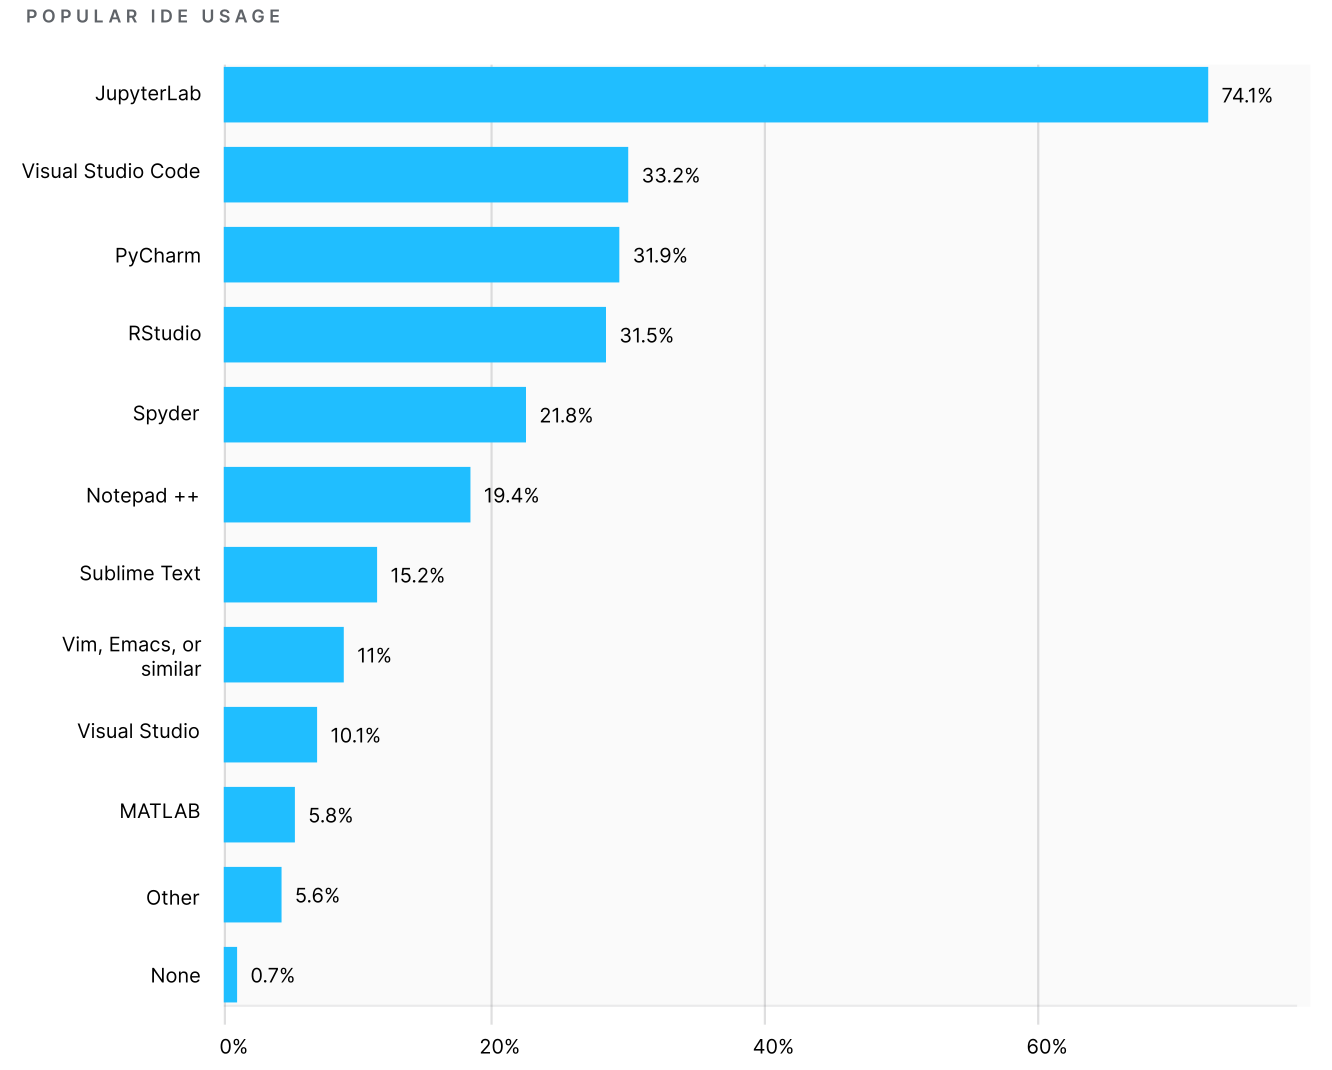 POPULAR IDE USAGE
JupyterLab 74.1%
Visual Studio Code 33.2%
PyCharm 31.9%
RStudio 31.5%
Spyder 21.8%
Notepad ++ 19.4%
Sublime Text 15.2%
Vim, Emacs, or
similar 11%
Visual Studio 10.1%
MATLAB 5.8%
Other 5.6%
None 0.7%
0% 20% 40% 60%